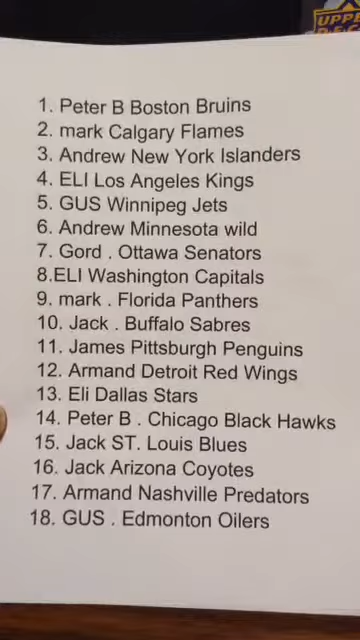 UPPE
DEC
1. Peter B Boston Bruins
2. mark Calgary Flames
3. Andrew New York Islanders
4. ELI Los Angeles Kings
5. GUS Winnipeg Jets
6. Andrew Minnesota wild
7. Gord . Ottawa Senators
8.ELI Washington Capitals
9. mark . Florida Panthers
10. Jack . Buffalo Sabres
11. James Pittsburgh Penguins
12. Armand Detroit Red Wings
13. Eli Dallas Stars
14. Peter B . Chicago Black Hawks
15. Jack ST. Louis Blues
16. Jack Arizona Coyotes
17. Armand Nashville Predators
18. GUS . Edmonton Oilers